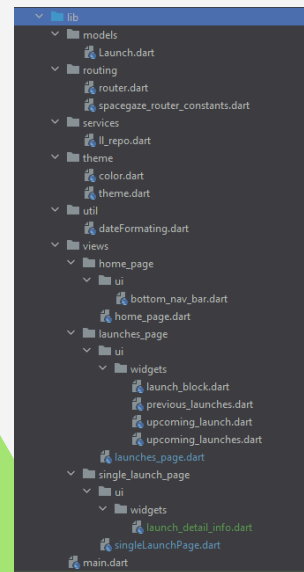 lib
models
Launch.dart
routing
router.dart
spacegaze_router_constants.dart
services
ll_repo.dart
theme
color.dart
theme.dart
util
dateFormating.dart
views
home_page
ui
bottom_nav_bar.dart
home_page.dart
launches_page
ui
widgets
launch_block.dart
previous_launches.dart
upcoming_launch.dart
upcoming_launches.dart
launches_page.dart
single_launch_page
ui
widgets
launch_detail_info.dart
singleLaunchPage.dart
main.dart